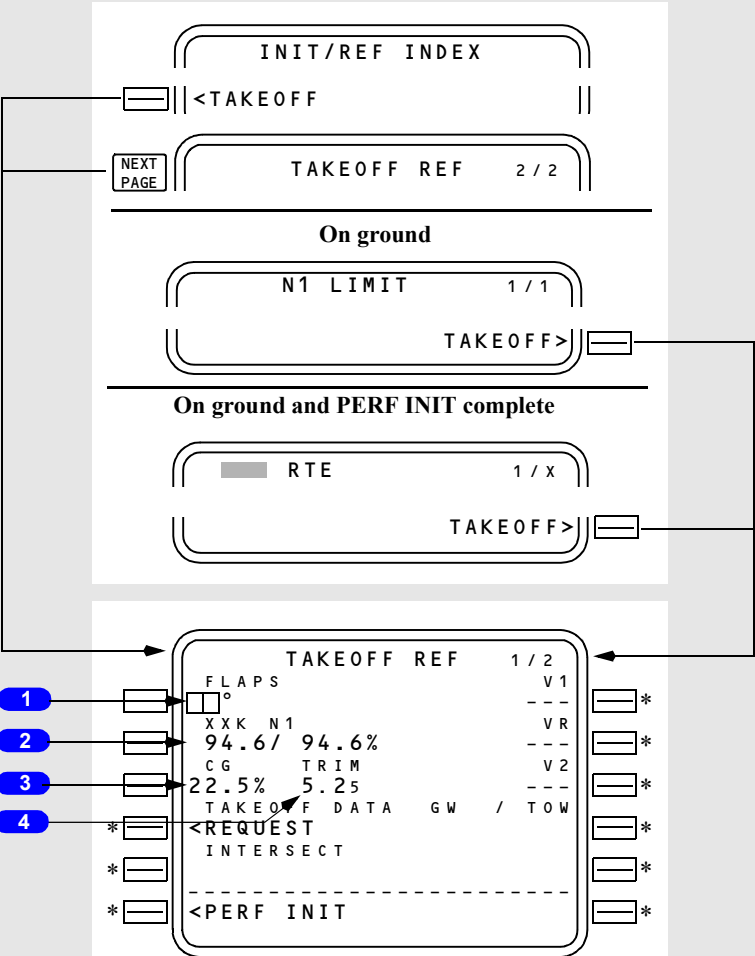 INIT/REF INDEX
<TAKEOFF
NEXT PAGE
TAKEOFF REF 2/2
On ground
N1 LIMIT 1/1
TAKEOFF>
On ground and PERF INIT complete
RTE 1/X
TAKEOFF>
TAKEOFF REF 1/2
FLAPS V1
1 ° --- *
XXK N1 VR
2 94.6/ 94.6% --- *
CG TRIM V2
3 22.5% 5.25 --- *
TAKEOFF DATA GW / TOW
4
* <REQUEST *
INTERSECT
* *
------------------------
* <PERF INIT *